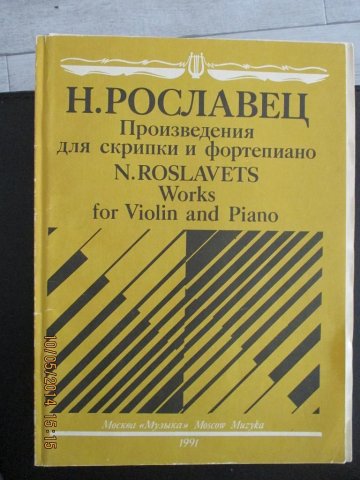 Н.РОСЛАВЕЦ
Произведения
для скрипки и фортепиано
N.ROSLAVETS
Works
for Violin and Piano
Москва «Музыка» Moscow Muzyka
1991
10/05/2014 15:15